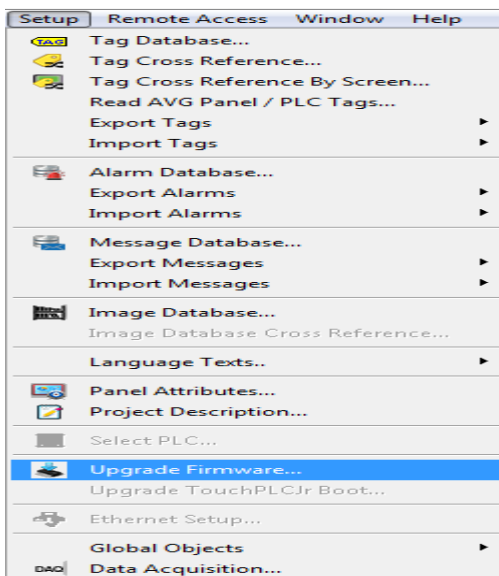 Setup Remote Access Window Help
TAG Tag Database...
Tag Cross Reference...
Tag Cross Reference By Screen...
Read AVG Panel / PLC Tags...
Export Tags
Import Tags
Alarm Database...
Export Alarms
Import Alarms
Message Database...
Export Messages
Import Messages
Image Database...
Image Database Cross Reference...
Language Texts..
Panel Attributes...
Project Description...
Select PLC...
Upgrade Firmware...
Upgrade TouchPLCJr Boot...
Ethernet Setup...
Global Objects
DAQ Data Acquisition...